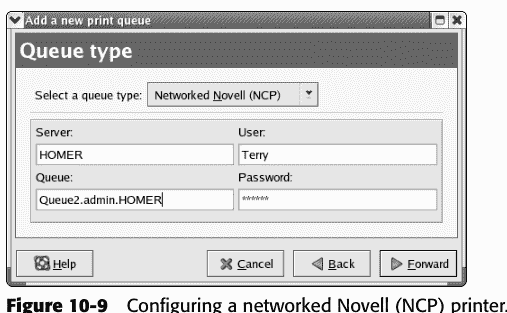 Add a new print queue
Queue type
Select a queue type: Networked Novell (NCP)
Server: User:
HOMER Terry
Queue: Password:
Queue2.admin.HOMER ******
Help Cancel Back Forward
Figure 10-9 Configuring a networked Novell (NCP) printer.